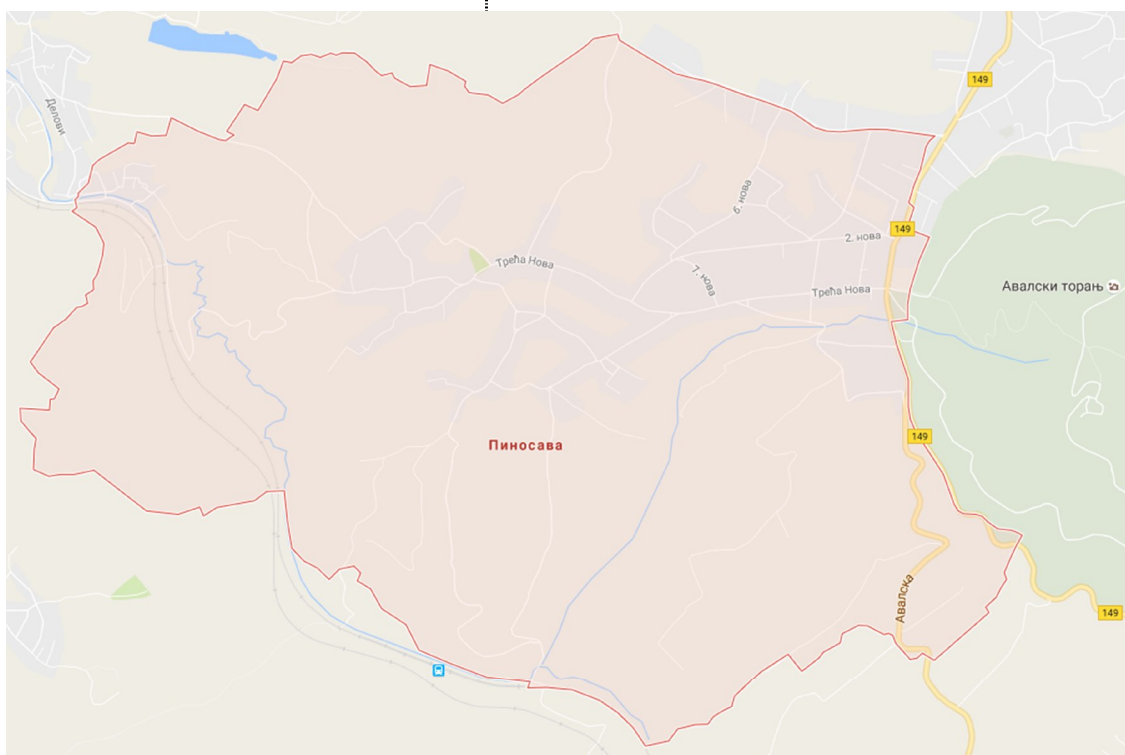 149
Делови
6. нова
149
2. нова
Трећа Нова
7. нова
Трећа Нова
Авалски торањ
149
Пиносава
Авалска
149